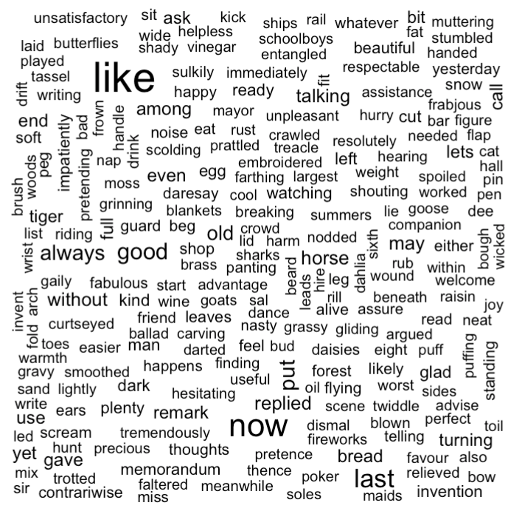 unsatisfactory sit ask kick ships rail whatever bit muttering
wide helpless schoolboys fat stumbled
laid butterflies shady vinegar entangled beautiful handed
played
tassel like sulkily immediately fit respectable yesterday
drift writing happy ready talking assistance snow call
end frown handle among mayor unpleasant hurry cut frabjous
bar figure
soft impatiently bad drink noise eat rust crawled resolutely needed flap
woods peg nap scolding prattled treacle lets cat
brush pretending moss even egg embroidered left hearing hall
farthing largest weight spoiled pin
grinning daresay cool watching shouting worked pen
tiger full blankets breaking summers lie goose dee
list riding guard beg old crowd companion
wrist always good shop lid harm nodded sixth may either bough wicked
sharks horse
brass panting beard leads hire leg dahlia rub within
gaily fabulous start advantage wound welcome
invent arch without kind wine goats sal rill beneath raisin joy
fold friend leaves dance alive assure
curtseyed nasty grassy gliding read neat
ballad carving argued
toes easier man darted feel bud daisies eight puff puffing standing
warmth
gravy smoothed happens finding put forest likely glad
sand lightly dark useful oil flying worst sides
hesitating
write plenty remark replied scene twiddle advise
use ears now blown perfect toil
led scream tremendously dismal
fireworks telling turning
yet hunt precious thoughts pretence bread favour also
gave
mix trotted memorandum thence poker last relieved bow
sir contrariwise faltered meanwhile soles maids invention
miss